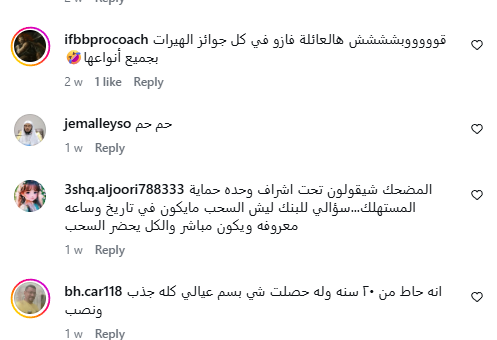 ifbbprocoach قوووووبشششش هالعائلة فازو في كل جوائز الهيرات
بجميع أنواعها🤣
2 w 1 like Reply
jemalleyso حم حم
1 w Reply
3shq.aljoori788333 المضحك شيقولون تحت اشراف وحده حماية
المستهلك...سؤالي للبنك ليش السحب مايكون في تاريخ وساعه
معروفه ويكون مباشر والكل يحضر السحب
1 w Reply
bh.car118 انه حاط من ٢٠ سنه وله حصلت شي بسم عيالي كله جذب
ونصب
1 w Reply